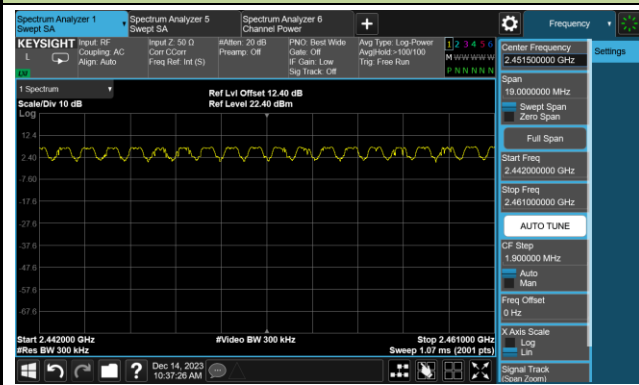 Spectrum Analyzer 1
Swept SA
Spectrum Analyzer 5
Swept SA
Spectrum Analyzer 6
Channel Power
Frequency
KEYSIGHT
L
Input: RF
Coupling: AC
Align: Auto
Input Z: 50 Ω
Corr CCorr
Freq Ref: Int (S)
#Atten: 20 dB
Preamp: Off
PNO: Best Wide
Gate: Off
IF Gain: Low
Sig Track: Off
Avg Type: Log-Power
Avg|Hold:>100/100
Trig: Free Run
1 2 3 4 5 6
M W W W W W
P N N N N N
LW
1 Spectrum
Scale/Div 10 dB
Ref Lvl Offset 12.40 dB
Ref Level 22.40 dBm
Log
12.4
2.40
-7.60
-17.6
-27.6
-37.6
-47.6
-57.6
-67.6
Start 2.442000 GHz
#Res BW 300 kHz
#Video BW 300 kHz
Stop 2.461000 GHz
Sweep 1.07 ms (2001 pts)
Dec 14, 2023
10:37:26 AM
Center Frequency
2.451500000 GHz
Settings
Span
19.0000000 MHz
Swept Span
Zero Span
Full Span
Start Freq
2.442000000 GHz
Stop Freq
2.461000000 GHz
AUTO TUNE
CF Step
1.900000 MHz
Auto
Man
Freq Offset
0 Hz
X Axis Scale
Log
Lin
Signal Track
(Span Zoom)